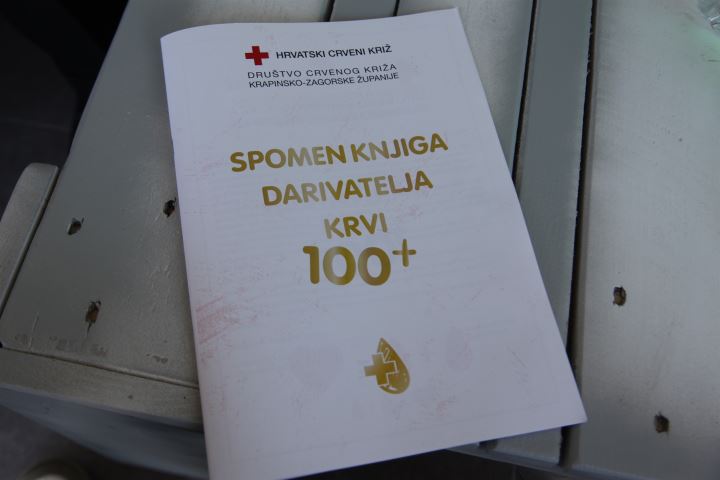 HRVATSKI CRVENI KRIŽ
DRUŠTVO CRVENOG KRIŽA
KRAPINSKO-ZAGORSKE ŽUPANIJE
SPOMEN KNJIGA
DARIVATELJA
KRVI
100+